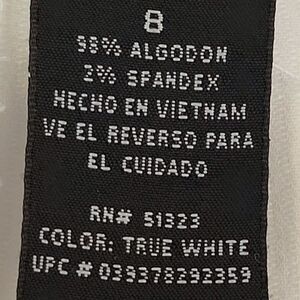 8
98% ALGODON
2% SPANDEX
HECHO EN VIETNAM
VE EL REVERSO PARA
EL CUIDADO
RN# 51323
COLOR: TRUE WHITE
UPC # 039378292359